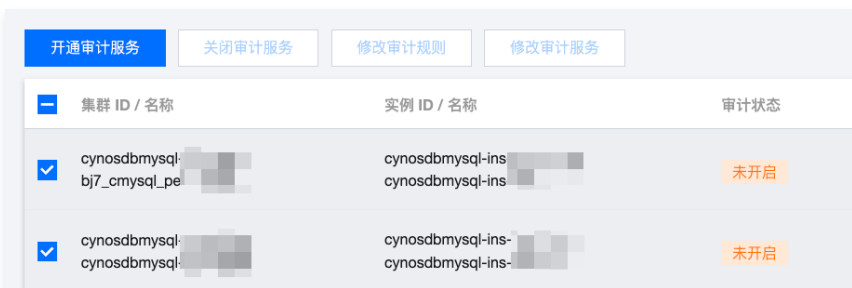 开通审计服务 关闭审计服务 修改审计规则 修改审计服务
集群 ID / 名称 实例 ID / 名称 审计状态
cynosdbmysql- cynosdbmysql-ins 未开启
bj7_cmysql_pe cynosdbmysql-ins
cynosdbmysql- cynosdbmysql-ins- 未开启
cynosdbmysql- cynosdbmysql-ins-